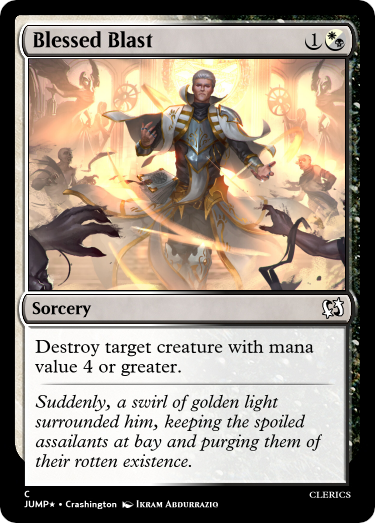 Blessed Blast 1
Sorcery
Destroy target creature with mana
value 4 or greater.
Suddenly, a swirl of golden light
surrounded him, keeping the spoiled
assailants at bay and purging them of
their rotten existence.
C CLERICS
JUMP★ • Crashington IKRAM ABDURRAZIO